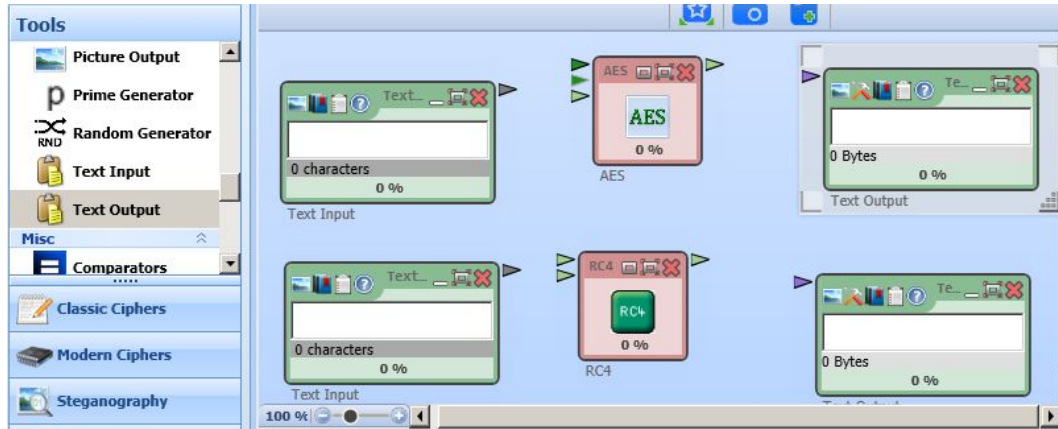 Tools
Picture Output
p Prime Generator
RND Random Generator
Text Input
Text Output
Misc
Comparators
Classic Ciphers
Modern Ciphers
Steganography
Text...
0 characters
0 %
Text Input
AES
AES
0 %
AES
Te...
0 Bytes
0 %
Text Output
Text...
0 characters
0 %
Text Input
RC4
RC4
0 %
RC4
Te...
0 Bytes
0 %
Text Output
100 %